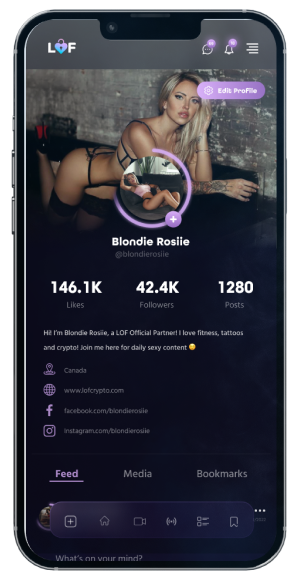 LOF
Edit Profile
Blondie Rosiie
@blondierosiie
146.1K 42.4K 1280
Likes Followers Posts
Hi! I'm Blondie Rosiie, a LOF Official Partner! I love fitness, tattoos
and crypto! Join me here for daily sexy content 😉
Canada
www.lofcrypto.com
facebook.com/blondierosiie
Instagram.com/blondierosiie
Feed Media Bookmarks
What's on your mind?